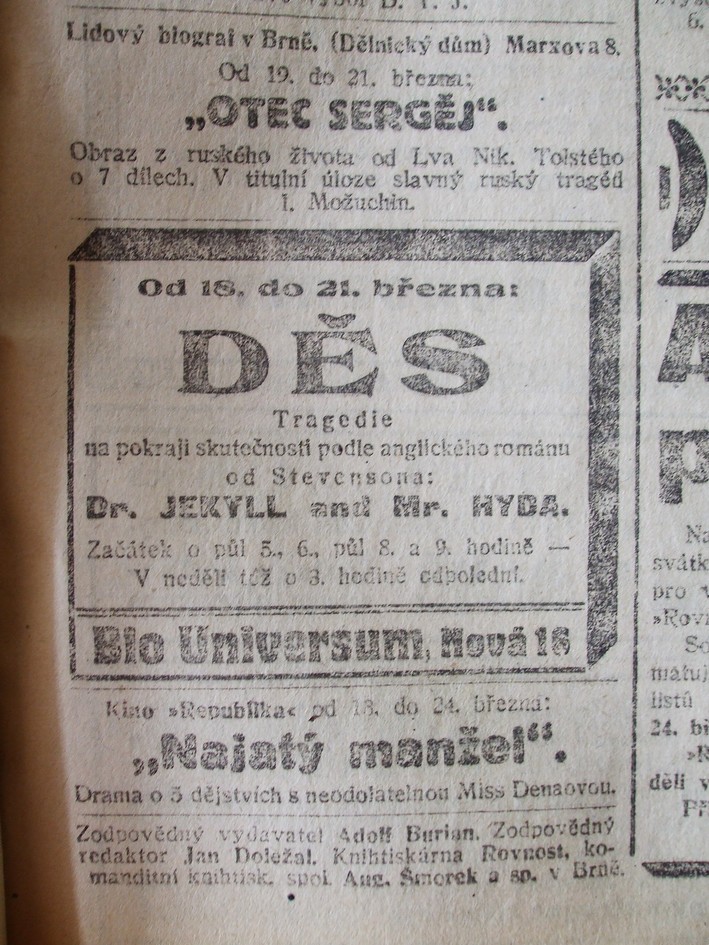 Lidový biograf v Brně. (Dělnický dům) Marxova 8.
Od 19. do 21. března:
„OTEC SERGĚJ“.
Obraz z ruského života od Lva Nik. Tolstého
o 7 dílech. V titulní úloze slavný ruský tragéd
I. Možuchin.
Od 18. do 21. března:
DĚS
Tragedie
na pokraji skutečnosti podle anglického románu
od Stevensona:
Dr. JEKYLL and Mr. HYDA.
Začátek o půl 5., 6., půl 8. a 9. hodině —
V neděli též o 3. hodině odpolední.
Bio Universum, Nová 16
Kino »Republika« od 18. do 24. března:
„Najatý manžel“.
Drama o 5 dějstvích s neodolatelnou Miss Denaovou.
Zodpovědný vydavatel Adolf Burian. Zodpovědný
redaktor Jan Doležal. Knihtiskárna Rovnost, ko-
manditní knihtisk. spol. Aug. Smorek a sp. v Brně.